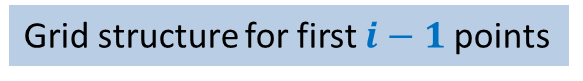 Grid structure for first i − 1 points